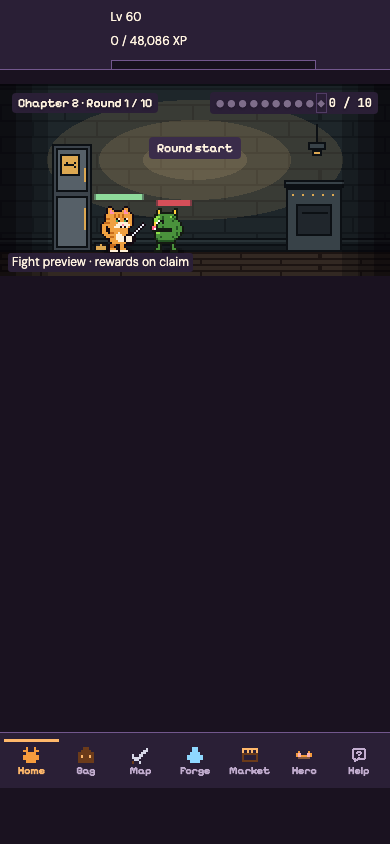 Lv 60
0 / 48,086 XP
Chapter 2 · Round 1 / 10
0 / 10
Round start
Fight preview · rewards on claim
Home
Bag
Map
Forge
Market
Hero
Help